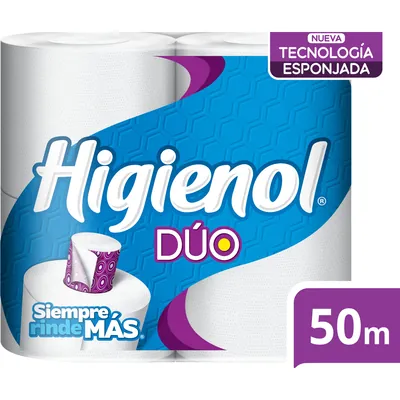 NUEVA
TECNOLOGÍA
ESPONJADA
Higienol®
DÚO
Siempre
rinde MÁS.
50m